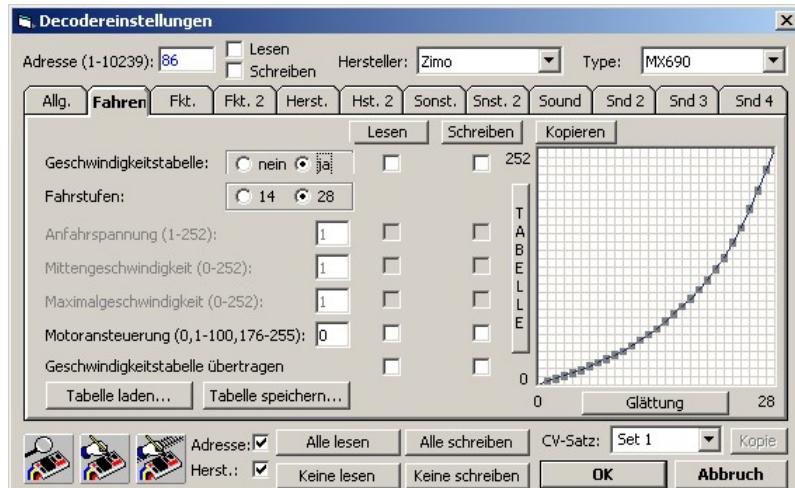 Decodereinstellungen
Adresse (1-10239): 86 Lesen Schreiben Hersteller: Zimo Type: MX690
Allg. Fahren Fkt. Fkt. 2 Herst. Hst. 2 Sonst. Snst. 2 Sound Snd 2 Snd 3 Snd 4
Lesen Schreiben Kopieren
Geschwindigkeitstabelle: nein ja 252
Fahrstufen: 14 28
TABELLE
Anfahrspannung (1-252): 1
Mittengeschwindigkeit (0-252): 1
Maximalgeschwindigkeit (0-252): 1
Motoransteuerung (0,1-100,176-255): 0
Geschwindigkeitstabelle übertragen
0
Tabelle laden... Tabelle speichern... 0 Glättung 28
Adresse: Alle lesen Alle schreiben CV-Satz: Set 1 Kopie
Herst.: Keine lesen Keine schreiben OK Abbruch